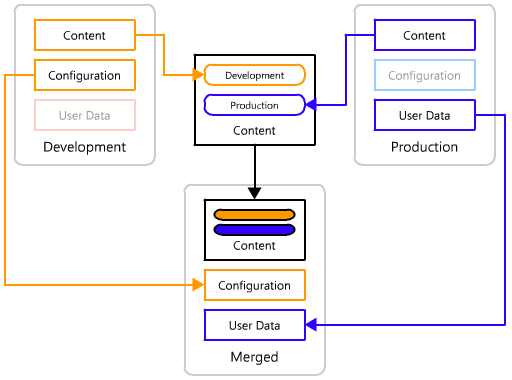 Content
Configuration
User Data
Development
Development
Production
Content
Content
Configuration
User Data
Production
Content
Configuration
User Data
Merged